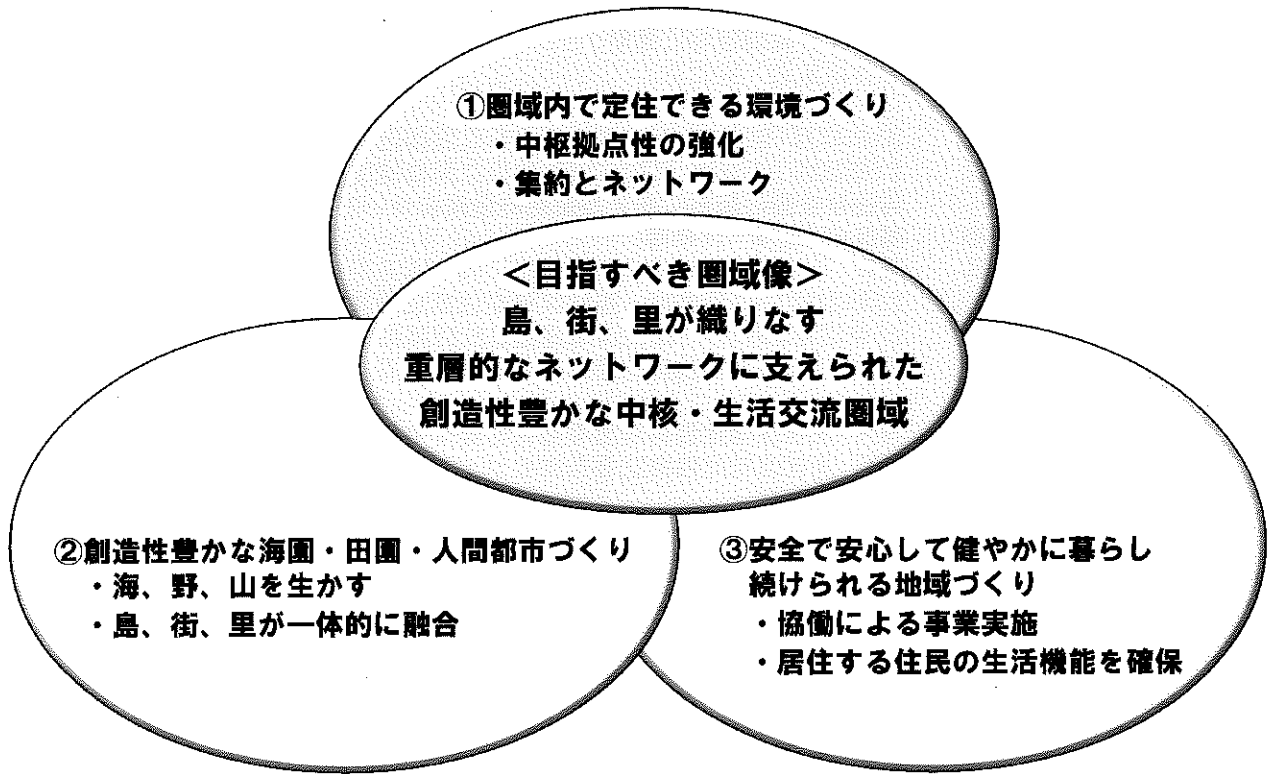 ①圏域内で定住できる環境づくり
・中枢拠点性の強化
・集約とネットワーク
＜目指すべき圏域像＞
島、街、里が織りなす
重層的なネットワークに支えられた
創造性豊かな中核・生活交流圏域
②創造性豊かな海園・田園・人間都市づくり
・海、野、山を生かす
・島、街、里が一体的に融合
③安全で安心して健やかに暮らし
続けられる地域づくり
・協働による事業実施
・居住する住民の生活機能を確保